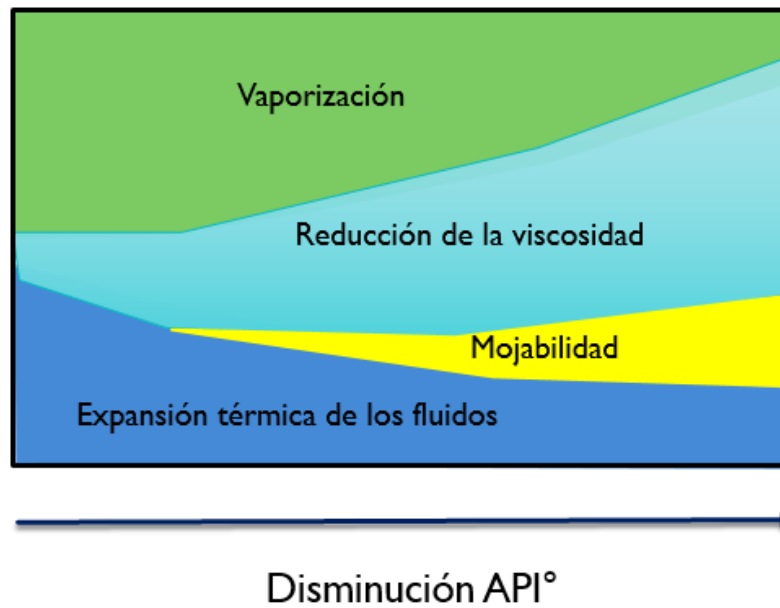 Vaporización
Reducción de la viscosidad
Mojabilidad
Expansión térmica de los fluidos
Disminución API°